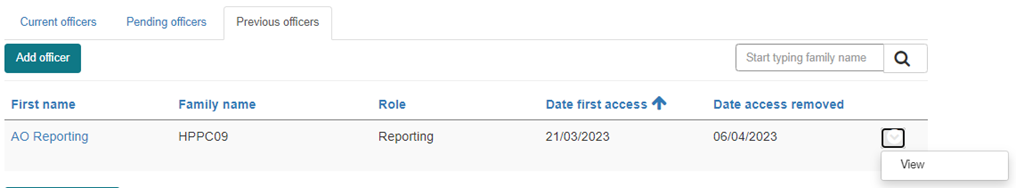 Current officers Pending officers Previous officers
Add officer Start typing family name
First name Family name Role Date first access Date access removed
AO Reporting HPPC09 Reporting 21/03/2023 06/04/2023
View